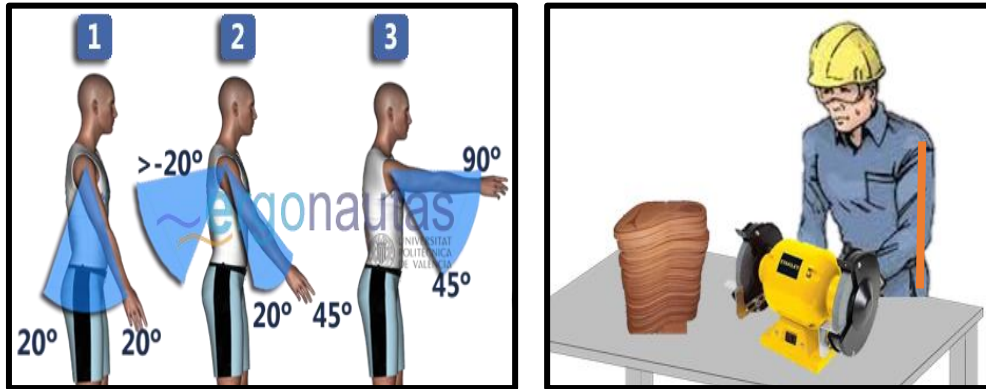 1 2 3
>-20º 90º
ergonautas
UNIVERSITAT
POLITÈCNICA
DE VALÈNCIA
20º 20º 20º 45º 45º
STANLEY